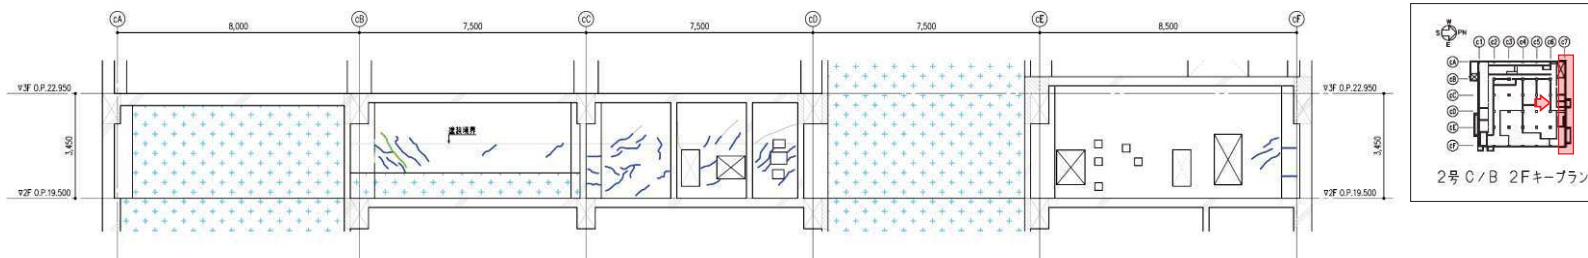 cA cB cC cD cE cF
8,000 7,500 7,500 7,500 8,500
▽3F O.P.22.950 ▽3F O.P.22.950
塗装境界
3,450 3,450
▽2F O.P.19.500 ▽2F O.P.19.500
W
S PN
E
c1 c2 c3 c4 c5 c6 c7
cA
cB
cC
cD
cE
cF
2号 C/B 2Fキープラン